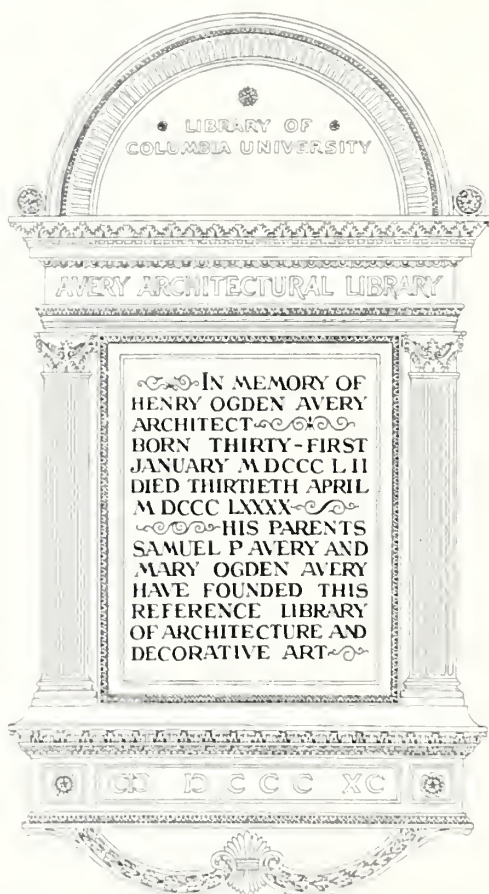 LIBRARY OF
COLUMBIA UNIVERSITY
AVERY ARCHITECTURAL LIBRARY
IN MEMORY OF
HENRY OGDEN AVERY
ARCHITECT
BORN THIRTY-FIRST
JANUARY M DCCC L II
DIED THIRTIETH APRIL
M DCCC LXXXX
HIS PARENTS
SAMUEL P AVERY AND
MARY OGDEN AVERY
HAVE FOUNDED THIS
REFERENCE LIBRARY
OF ARCHITECTURE AND
DECORATIVE ART
CIↃ IↃ C C C XC